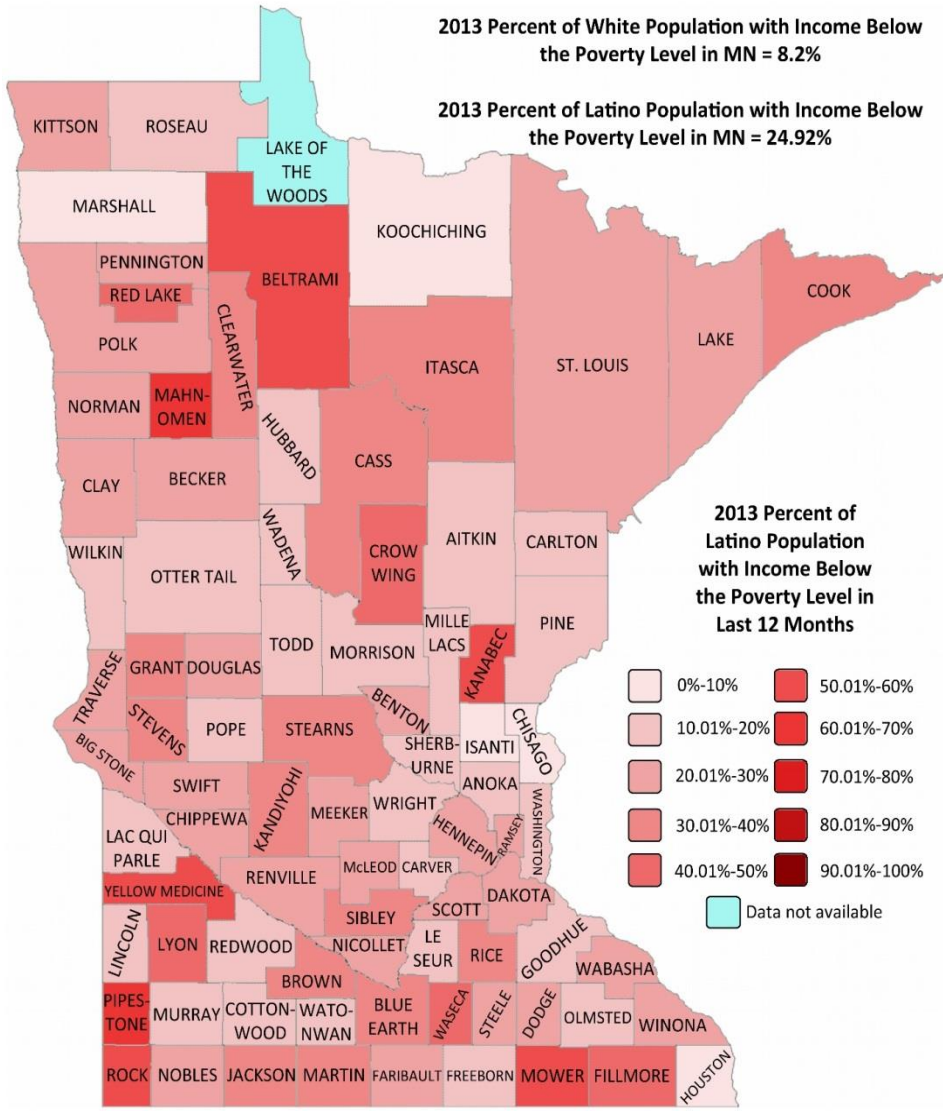 2013 Percent of White Population with Income Below
the Poverty Level in MN = 8.2%
2013 Percent of Latino Population with Income Below
the Poverty Level in MN = 24.92%
KITTSON
ROSEAU
LAKE OF
THE
WOODS
MARSHALL
KOOCHICHING
PENNINGTON
BELTRAMI
RED LAKE
COOK
CLEARWATER
POLK
LAKE
ITASCA
ST. LOUIS
NORMAN
MAHN-
OMEN
HUBBARD
CASS
CLAY
BECKER
WADENA
AITKIN
CARLTON
WILKIN
OTTER TAIL
CROW
WING
PINE
MILLE
LACS
TODD
MORRISON
KANABEC
TRAVERSE
GRANT
DOUGLAS
BENTON
STEVENS
POPE
STEARNS
ISANTI
CHISAGO
BIG STONE
SHERB-
URNE
SWIFT
ANOKA
KANDIYOHI
MEEKER
WRIGHT
WASHINGTON
CHIPPEWA
HENNEPIN
RAMSEY
LAC QUI
PARLE
McLEOD
CARVER
RENVILLE
YELLOW MEDICINE
DAKOTA
SCOTT
SIBLEY
LINCOLN
LYON
REDWOOD
NICOLLET
LE
SEUR
RICE
GOODHUE
WABASHA
BROWN
PIPES-
TONE
MURRAY
COTTON-
WOOD
WATO-
NWAN
BLUE
EARTH
WASECA
STEELE
DODGE
OLMSTED
WINONA
ROCK
NOBLES
JACKSON
MARTIN
FARIBAULT
FREEBORN
MOWER
FILLMORE
HOUSTON
2013 Percent of
Latino Population
with Income Below
the Poverty Level in
Last 12 Months
0%-10%
50.01%-60%
10.01%-20%
60.01%-70%
20.01%-30%
70.01%-80%
30.01%-40%
80.01%-90%
40.01%-50%
90.01%-100%
Data not available